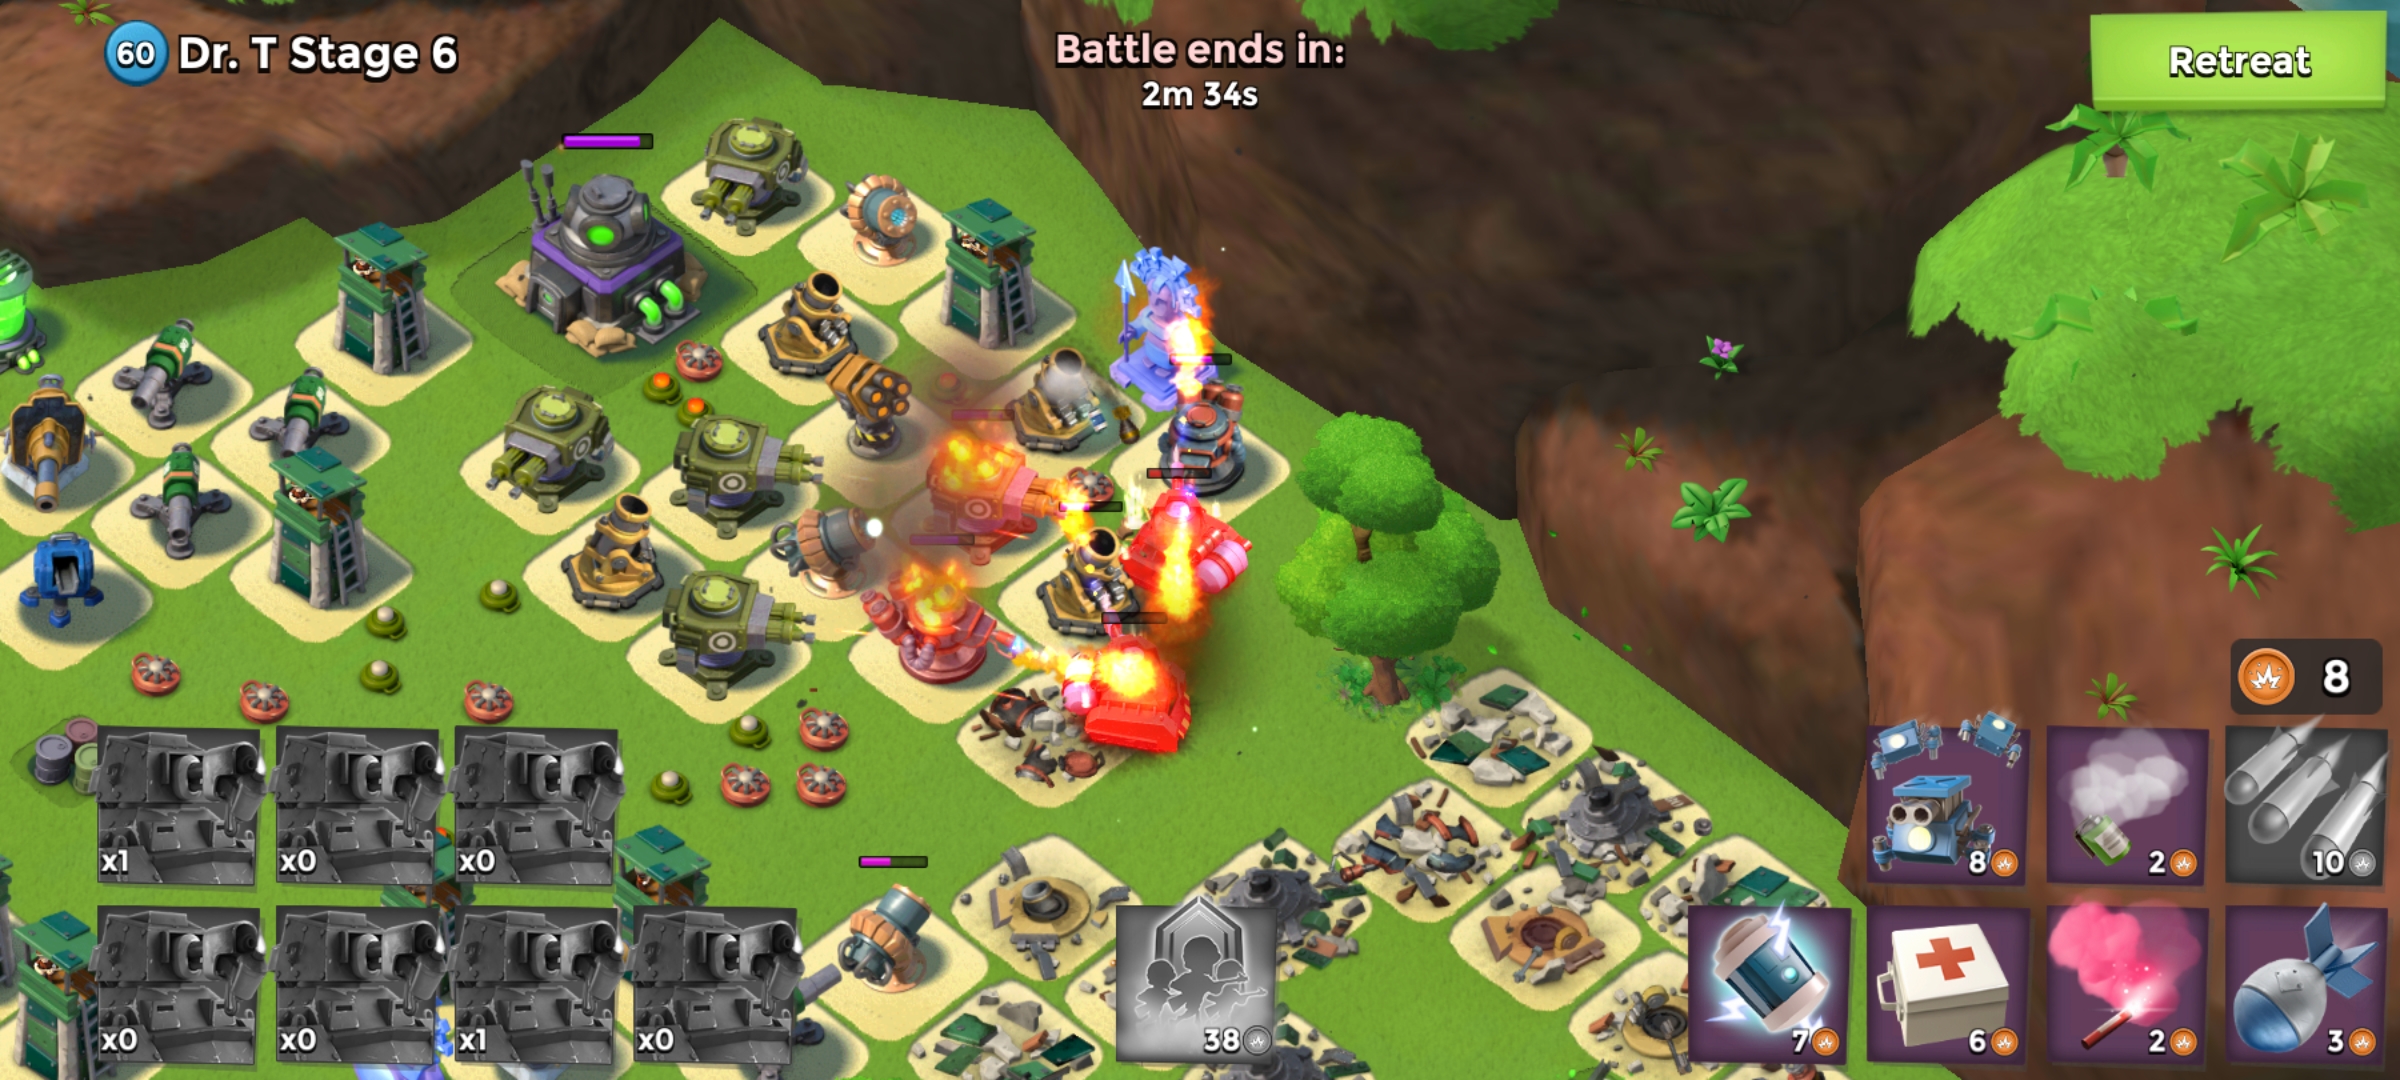 60 Dr. T Stage 6
Battle ends in:
2m 34s
Retreat
8
x1 x0 x0
8 2 10
x0 x0 x1 x0
38 7 6 2 3